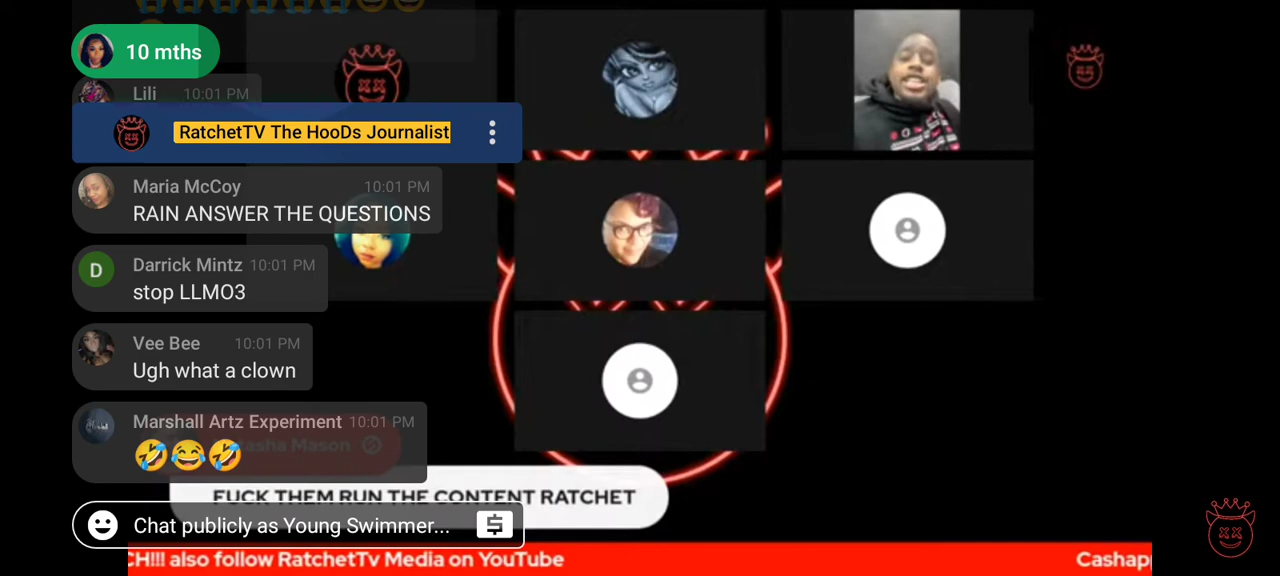 10 mths
Lili 10:01 PM
RatchetTV The HooDs Journalist
Maria McCoy 10:01 PM
RAIN ANSWER THE QUESTIONS
Darrick Mintz 10:01 PM
stop LLMO3
Vee Bee 10:01 PM
Ugh what a clown
Marshall Artz Experiment 10:01 PM
🤣😂🤣
Mason
FUCK THEM RUN THE CONTENT RATCHET
Chat publicly as Young Swimmer...
CH!!! also follow RatchetTv Media on YouTube
Cashapp